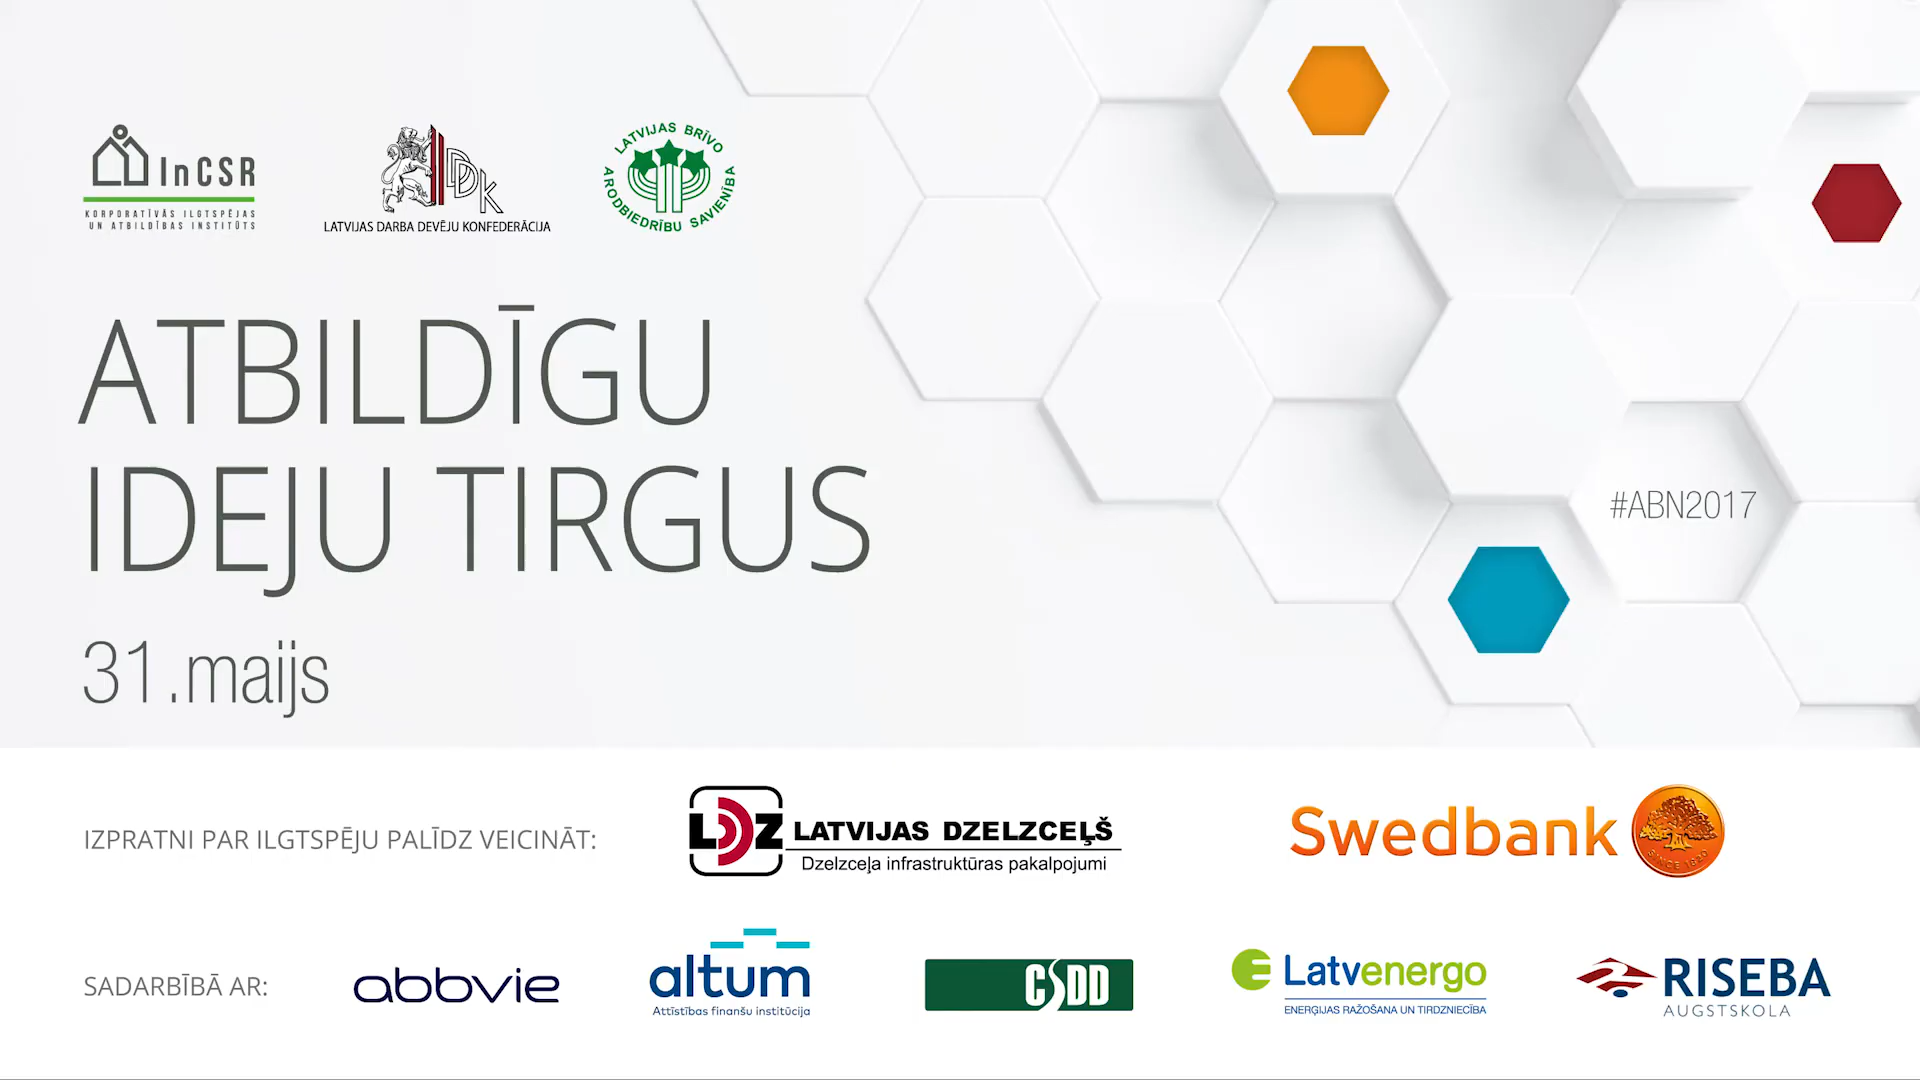 InCSR
KORPORATĪVĀS ILGTSPĒJAS
UN ATBILDĪBAS INSTITŪTS
LDDK
LATVIJAS DARBA DEVĒJU KONFEDERĀCIJA
LATVIJAS BRĪVO
ARODBIEDRĪBU SAVIENĪBA
ATBILDĪGU
IDEJU TIRGUS
31.maijs
#ABN2017
IZPRATNI PAR ILGTSPĒJU PALĪDZ VEICINĀT:
LDZ
LATVIJAS DZELZCEĻŠ
Dzelzceļa infrastruktūras pakalpojumi
Swedbank
SINCE 1820
SADARBĪBĀ AR:
abbvie
altum
Attīstības finanšu institūcija
CSDD
Latvenergo
ENERĢIJAS RAŽOŠANA UN TIRDZNIECĪBA
RISEBA
AUGSTSKOLA